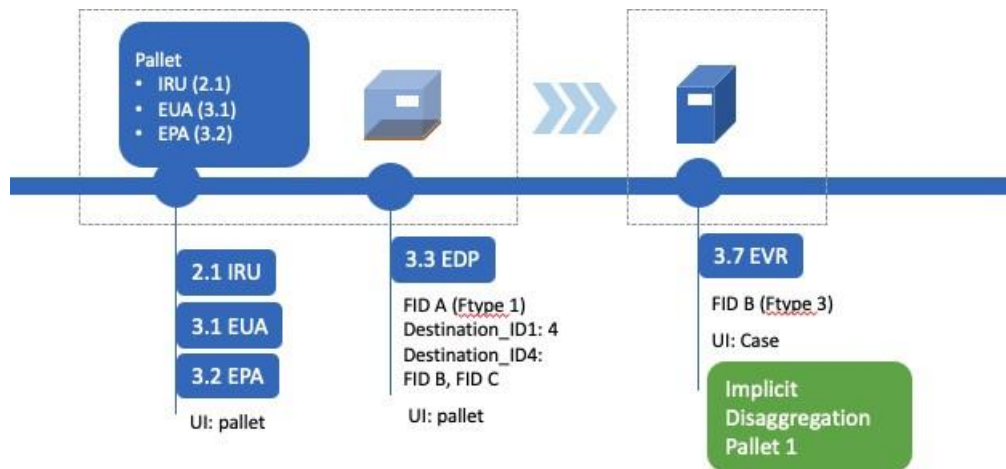 Pallet
• IRU (2.1)
• EUA (3.1)
• EPA (3.2)
2.1 IRU
3.1 EUA
3.2 EPA
UI: pallet
3.3 EDP
FID A (Ftype 1)
Destination_ID1: 4
Destination_ID4:
FID B, FID C
UI: pallet
3.7 EVR
FID B (Ftype 3)
UI: Case
Implicit
Disaggregation
Pallet 1